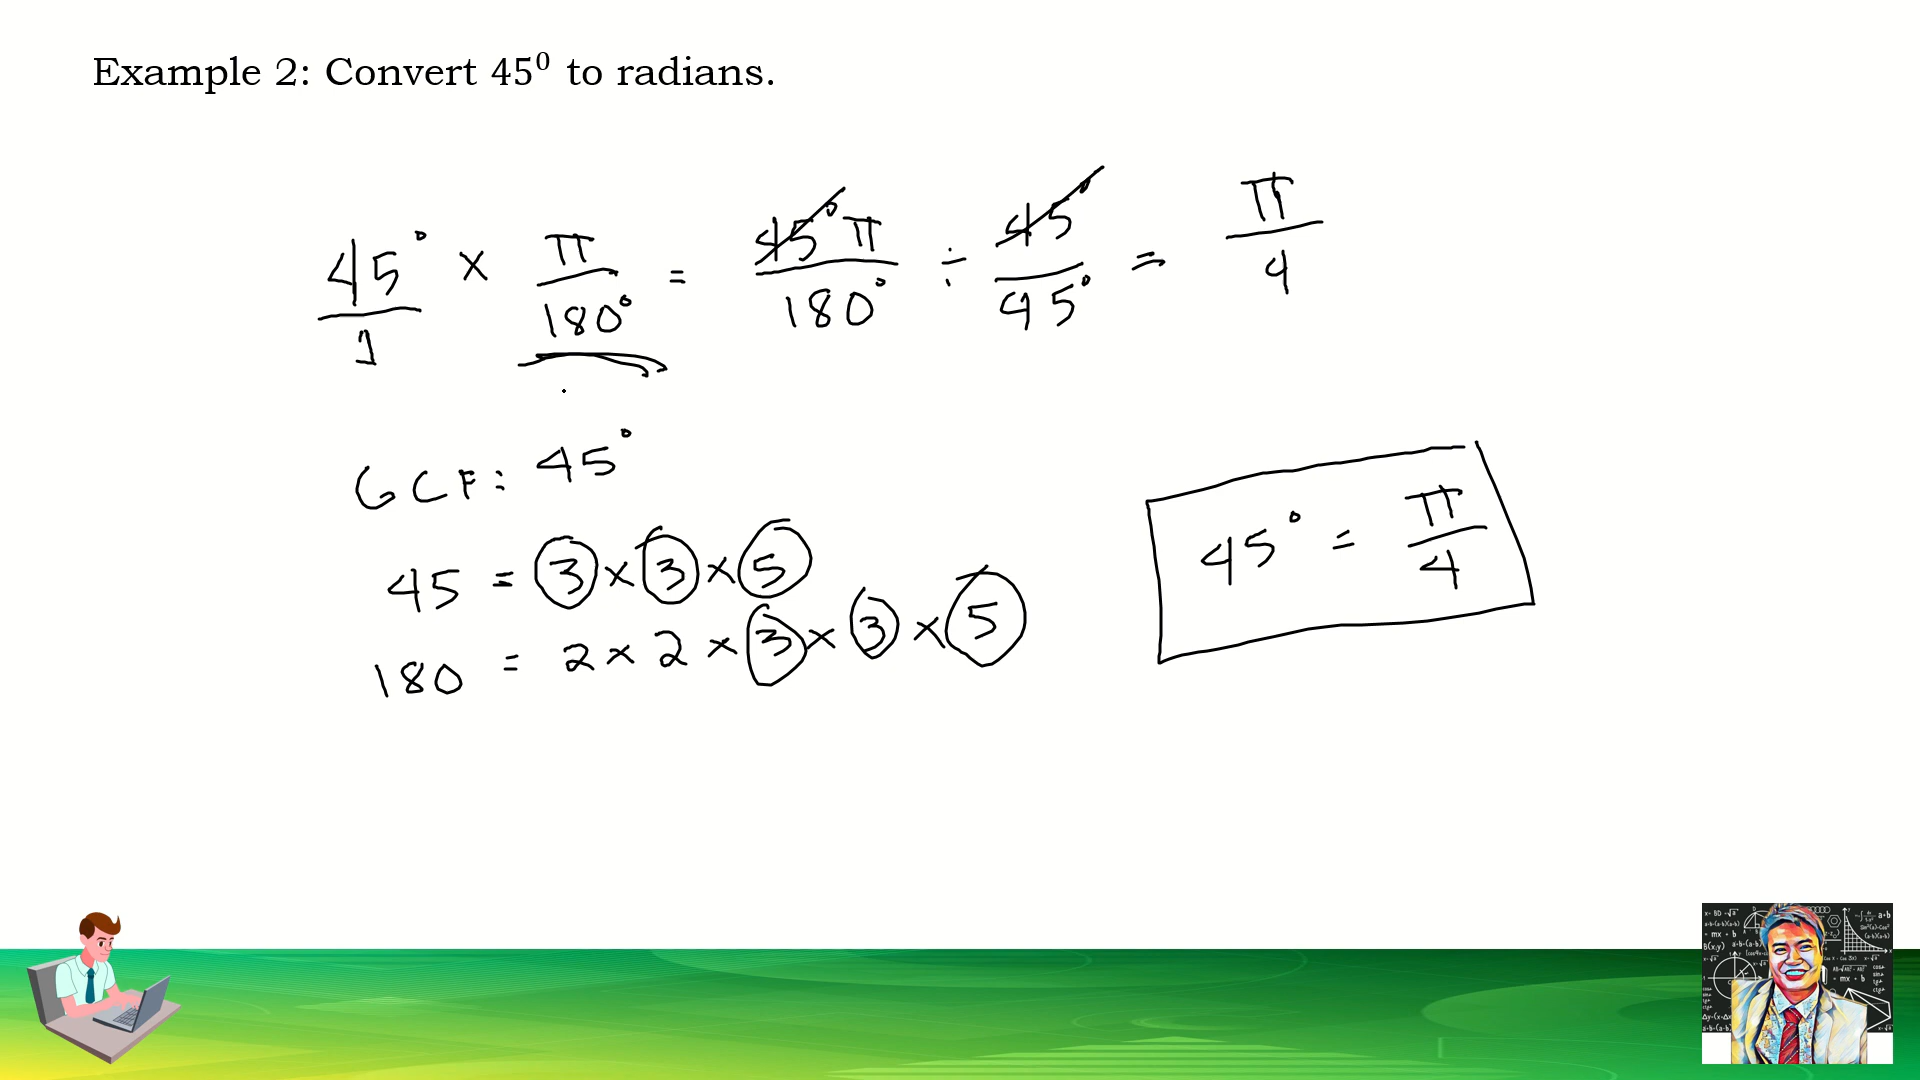 Example 2: Convert 45⁰ to radians.
45°/1 × π/180° = 45°π/180° ÷ 45°/45° = π/4
GCF: 45°
45 = 3 × 3 × 5
180 = 2 × 2 × 3 × 3 × 5
45° = π/4